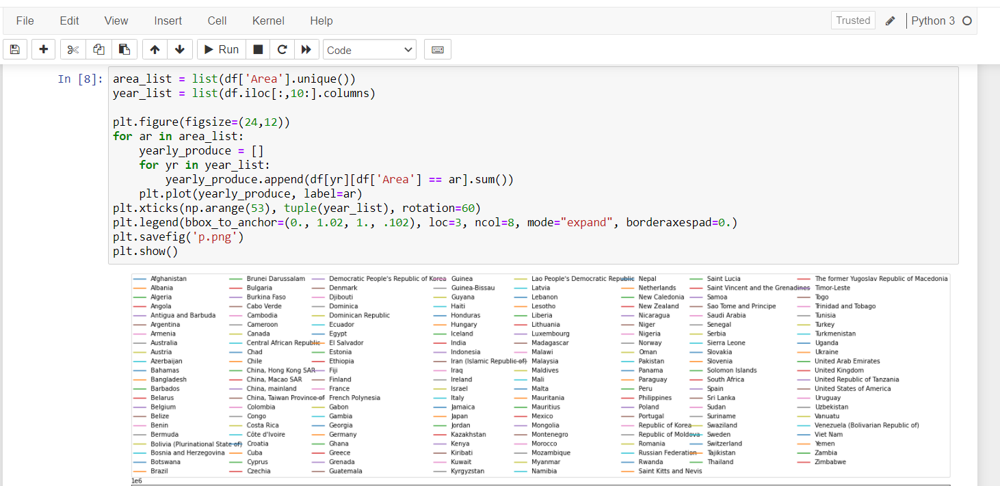 File Edit View Insert Cell Kernel Help Trusted Python 3
Run Code
In [8]: area_list = list(df['Area'].unique())
year_list = list(df.iloc[:,10:].columns)
plt.figure(figsize=(24,12))
for ar in area_list:
yearly_produce = []
for yr in year_list:
yearly_produce.append(df[yr][df['Area'] == ar].sum())
plt.plot(yearly_produce, label=ar)
plt.xticks(np.arange(53), tuple(year_list), rotation=60)
plt.legend(bbox_to_anchor=(0., 1.02, 1., .102), loc=3, ncol=8, mode="expand", borderaxespad=0.)
plt.savefig('p.png')
plt.show()
Afghanistan Brunei Darussalam Democratic People's Republic of Korea Guinea Lao People's Democratic Republic Nepal Saint Lucia The former Yugoslav Republic of Macedonia
Albania Bulgaria Denmark Guinea-Bissau Latvia Netherlands Saint Vincent and the Grenadines Timor-Leste
Algeria Burkina Faso Djibouti Guyana Lebanon New Caledonia Samoa Togo
Angola Cabo Verde Dominica Haiti Lesotho New Zealand Sao Tome and Principe Trinidad and Tobago
Antigua and Barbuda Cambodia Dominican Republic Honduras Liberia Nicaragua Saudi Arabia Tunisia
Argentina Cameroon Ecuador Hungary Lithuania Niger Senegal Turkey
Armenia Canada Egypt Iceland Luxembourg Nigeria Serbia Turkmenistan
Australia Central African Republic El Salvador India Madagascar Norway Sierra Leone Uganda
Austria Chad Estonia Indonesia Malawi Oman Slovakia Ukraine
Azerbaijan Chile Ethiopia Iran (Islamic Republic of) Malaysia Pakistan Slovenia United Arab Emirates
Bahamas China, Hong Kong SAR Fiji Iraq Maldives Panama Solomon Islands United Kingdom
Bangladesh China, Macao SAR Finland Ireland Mali Paraguay South Africa United Republic of Tanzania
Barbados China, mainland France Israel Malta Peru Spain United States of America
Belarus China, Taiwan Province of French Polynesia Italy Mauritania Philippines Sri Lanka Uruguay
Belgium Colombia Gabon Jamaica Mauritius Poland Sudan Uzbekistan
Belize Congo Gambia Japan Mexico Portugal Suriname Vanuatu
Benin Costa Rica Georgia Jordan Mongolia Republic of Korea Swaziland Venezuela (Bolivarian Republic of)
Bermuda Côte d'Ivoire Germany Kazakhstan Montenegro Republic of Moldova Sweden Viet Nam
Bolivia (Plurinational State of) Croatia Ghana Kenya Morocco Romania Switzerland Yemen
Bosnia and Herzegovina Cuba Greece Kiribati Mozambique Russian Federation Tajikistan Zambia
Botswana Cyprus Grenada Kuwait Myanmar Rwanda Thailand Zimbabwe
Brazil Czechia Guatemala Kyrgyzstan Namibia Saint Kitts and Nevis
1e6